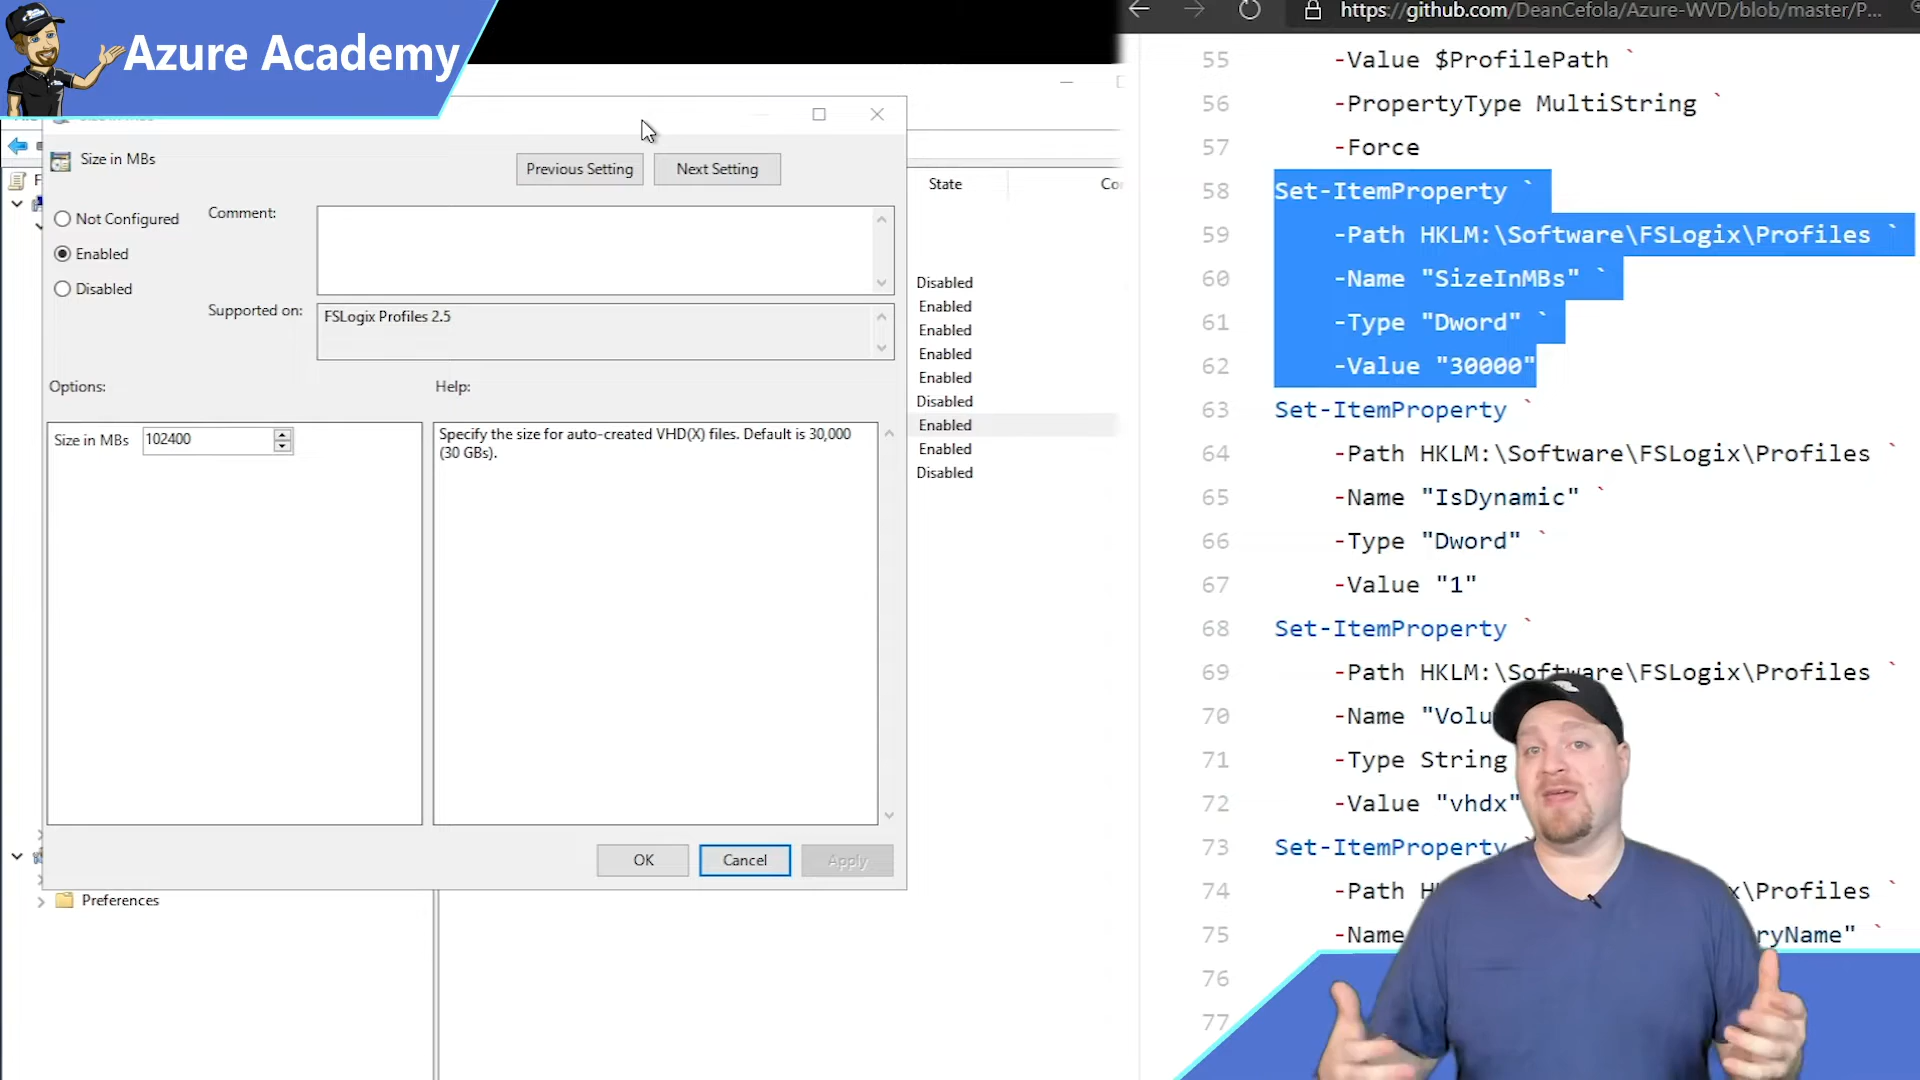 Azure Academy
https://github.com/DeanCefola/Azure-WVD/blob/master/P...
Size in MBs
Previous Setting
Next Setting
Not Configured
Enabled
Disabled
Comment:
Supported on:
FSLogix Profiles 2.5
Options:
Help:
Size in MBs
102400
Specify the size for auto-created VHD(X) files. Default is 30,000
(30 GBs).
OK
Cancel
Apply
Preferences
State
Disabled
Enabled
Enabled
Enabled
Enabled
Disabled
Enabled
Enabled
Disabled
55 -Value $ProfilePath `
56 -PropertyType MultiString `
57 -Force
58 Set-ItemProperty `
59 -Path HKLM:\Software\FSLogix\Profiles `
60 -Name "SizeInMBs" `
61 -Type "Dword" `
62 -Value "30000"
63 Set-ItemProperty `
64 -Path HKLM:\Software\FSLogix\Profiles `
65 -Name "IsDynamic" `
66 -Type "Dword" `
67 -Value "1"
68 Set-ItemProperty `
69 -Path HKLM:\Software\FSLogix\Profiles `
70 -Name "Volu
71 -Type String
72 -Value "vhdx"
73 Set-ItemProperty `
74 -Path H x\Profiles `
75 -Name ryName" `
76
77